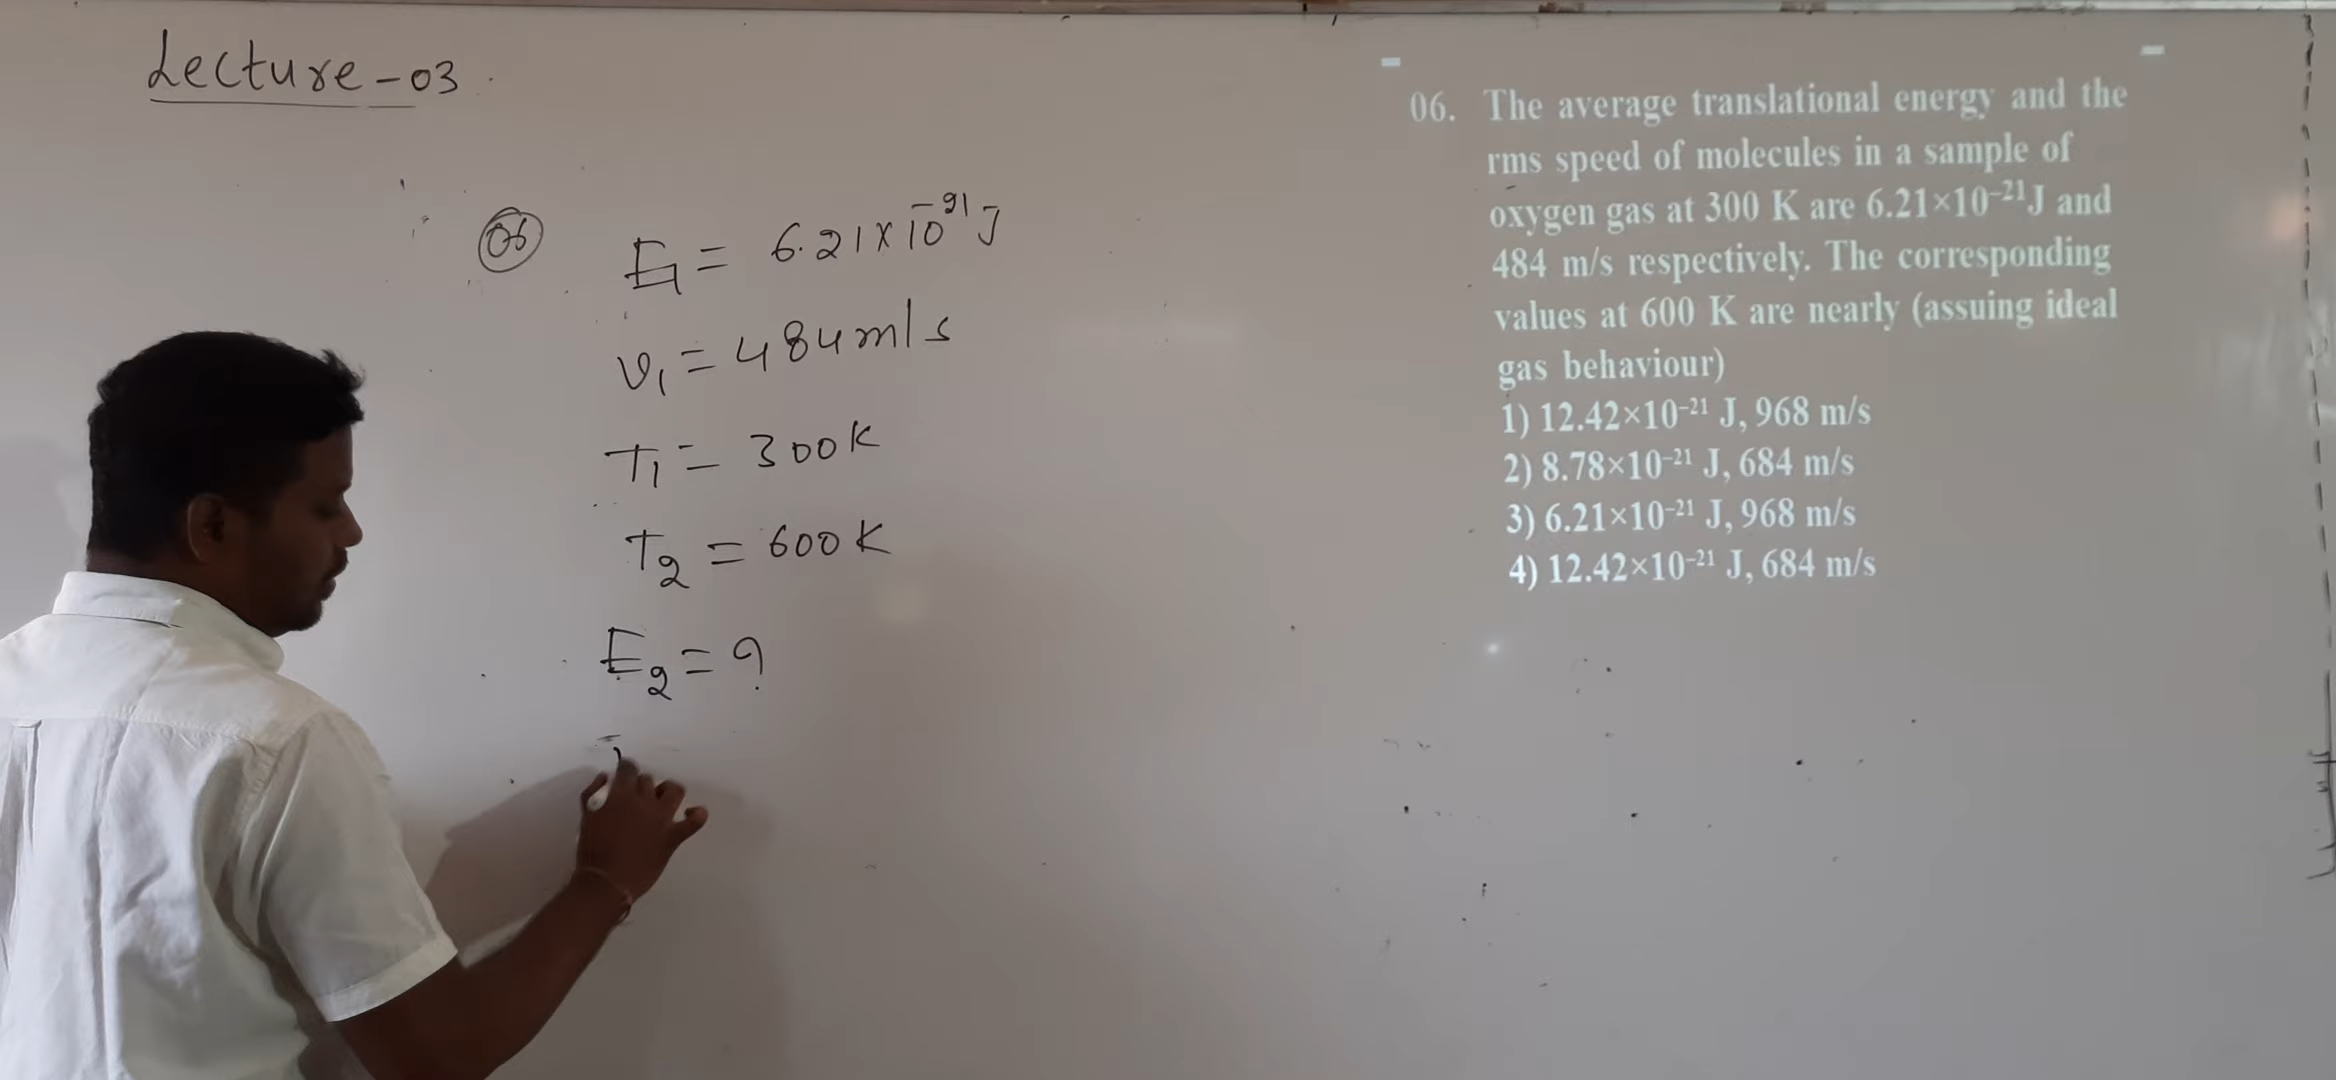 Lecture-03
06 E1 = 6.21×10⁻²¹ J
v₁ = 484 m/s
T₁ = 300K
T₂ = 600K
E₂ = ?
06. The average translational energy and the
rms speed of molecules in a sample of
oxygen gas at 300 K are 6.21×10⁻²¹J and
484 m/s respectively. The corresponding
values at 600 K are nearly (assuing ideal
gas behaviour)
1) 12.42×10⁻²¹ J, 968 m/s
2) 8.78×10⁻²¹ J, 684 m/s
3) 6.21×10⁻²¹ J, 968 m/s
4) 12.42×10⁻²¹ J, 684 m/s